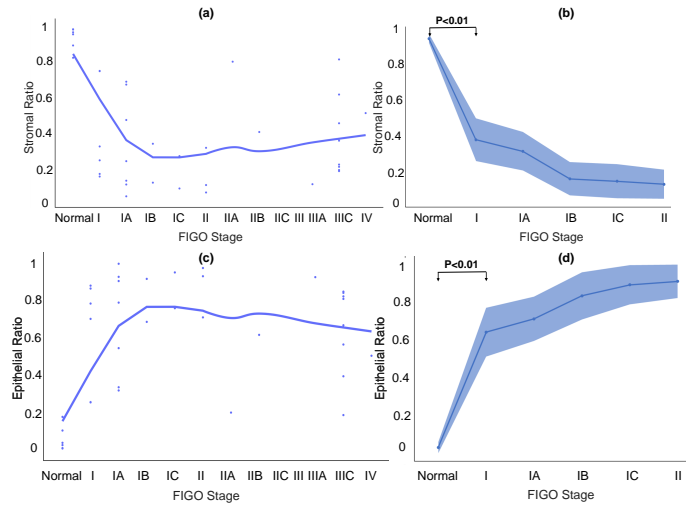 (a)
Stromal Ratio
1
0.8
0.6
0.4
0.2
0
Normal I IA IB IC II IIA IIB IIC III IIIA IIIC IV
FIGO Stage
(b)
P<0.01
Stromal Ratio
1
0.8
0.6
0.4
0.2
0
Normal I IA IB IC II
FIGO Stage
(c)
Epithelial Ratio
1
0.8
0.6
0.4
0.2
0
Normal I IA IB IC II IIA IIB IIC III IIIA IIIC IV
FIGO Stage
(d)
P<0.01
Epithelial Ratio
1
0.8
0.6
0.4
0.2
0
Normal I IA IB IC II
FIGO Stage